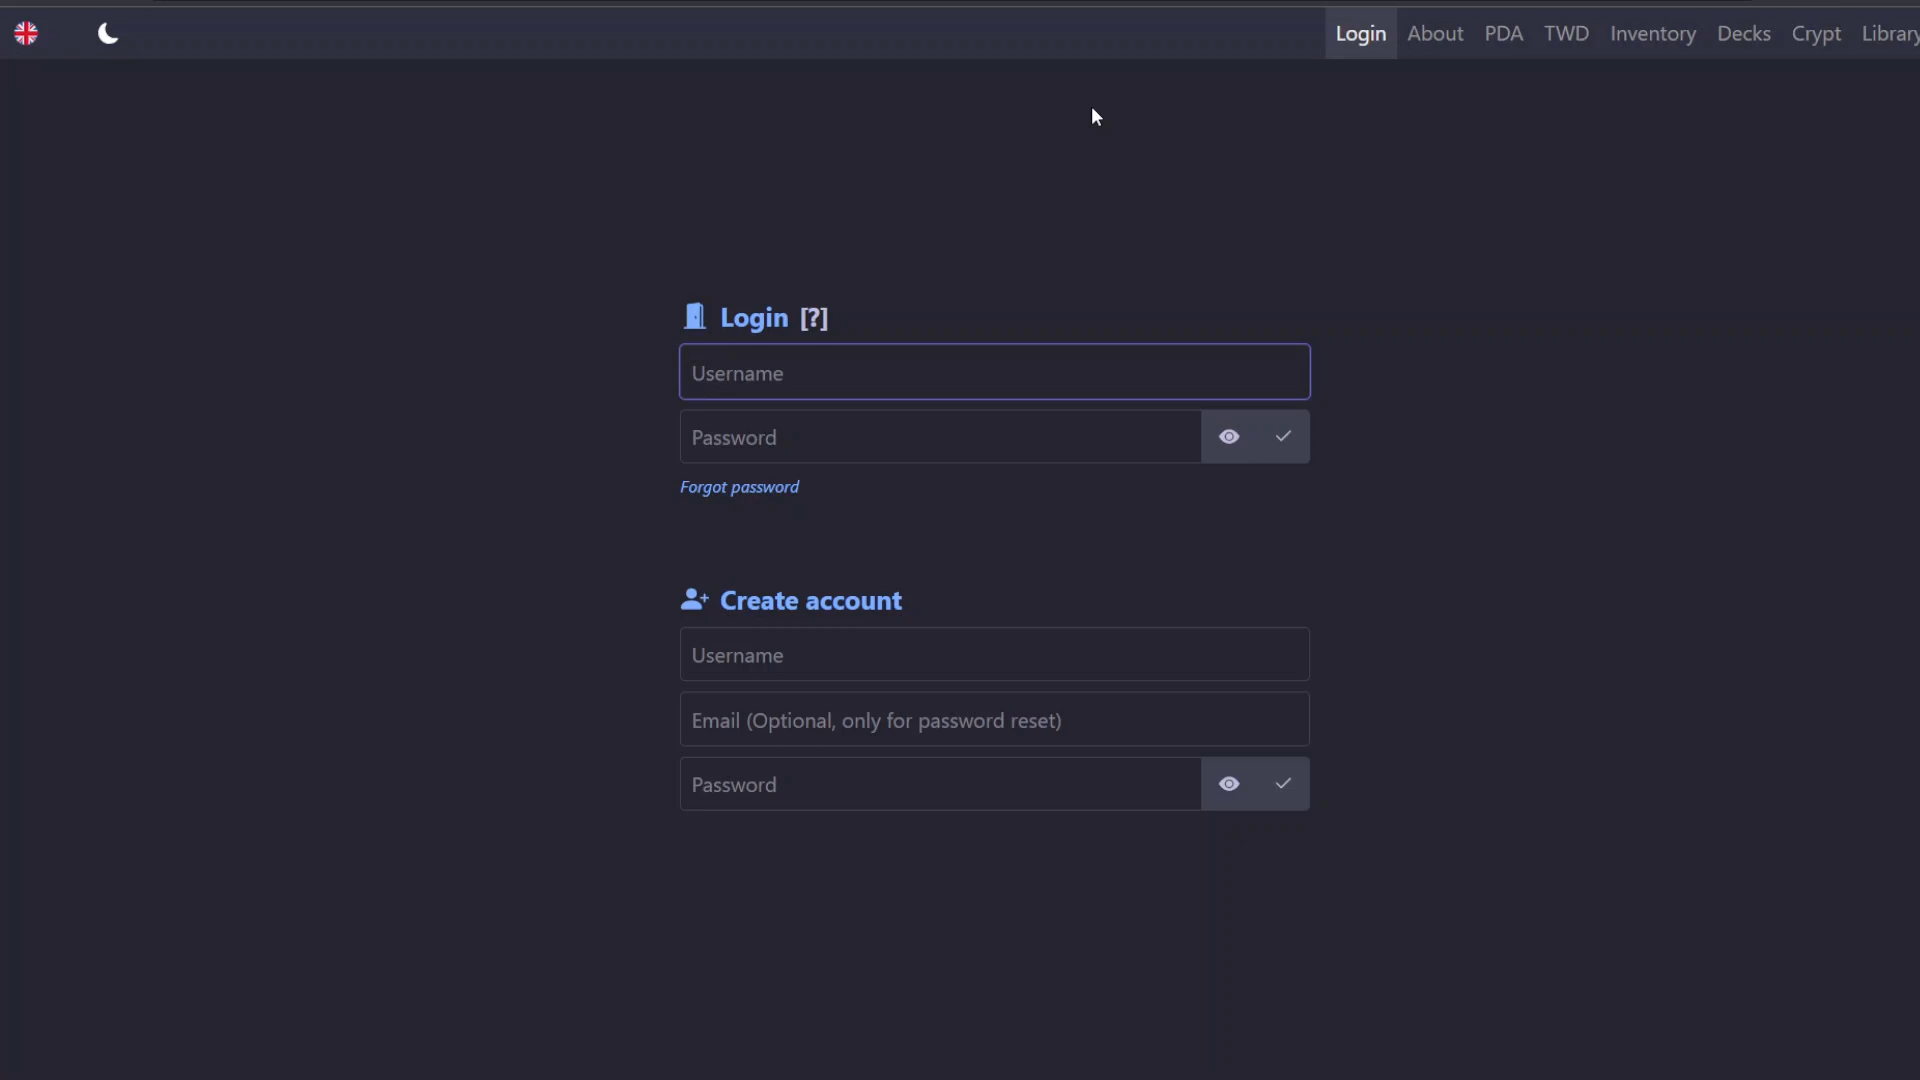 Login About PDA TWD Inventory Decks Crypt Library
Login [?]
Username
Password
Forgot password
Create account
Username
Email (Optional, only for password reset)
Password